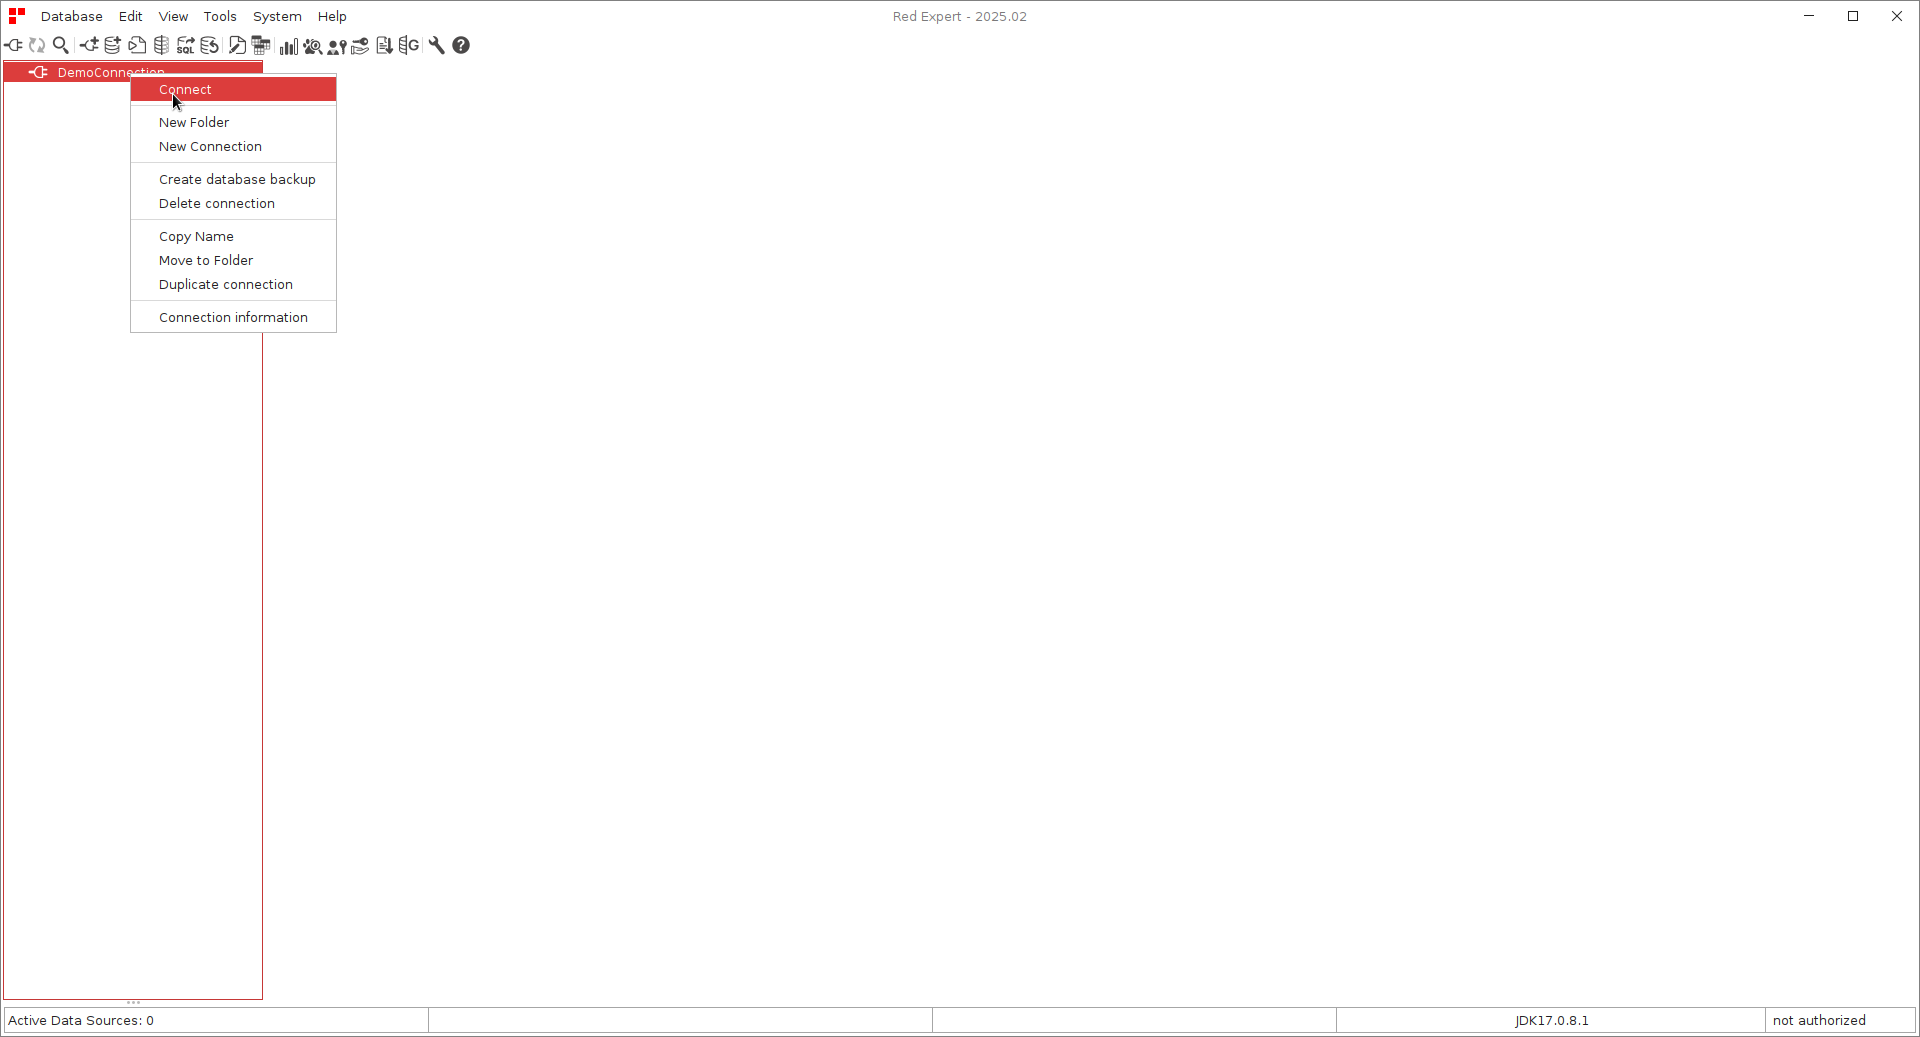 Database Edit View Tools System Help
Red Expert - 2025.02
SQL
G
DemoConnection
Connect
New Folder
New Connection
Create database backup
Delete connection
Copy Name
Move to Folder
Duplicate connection
Connection information
Active Data Sources: 0
JDK17.0.8.1
not authorized